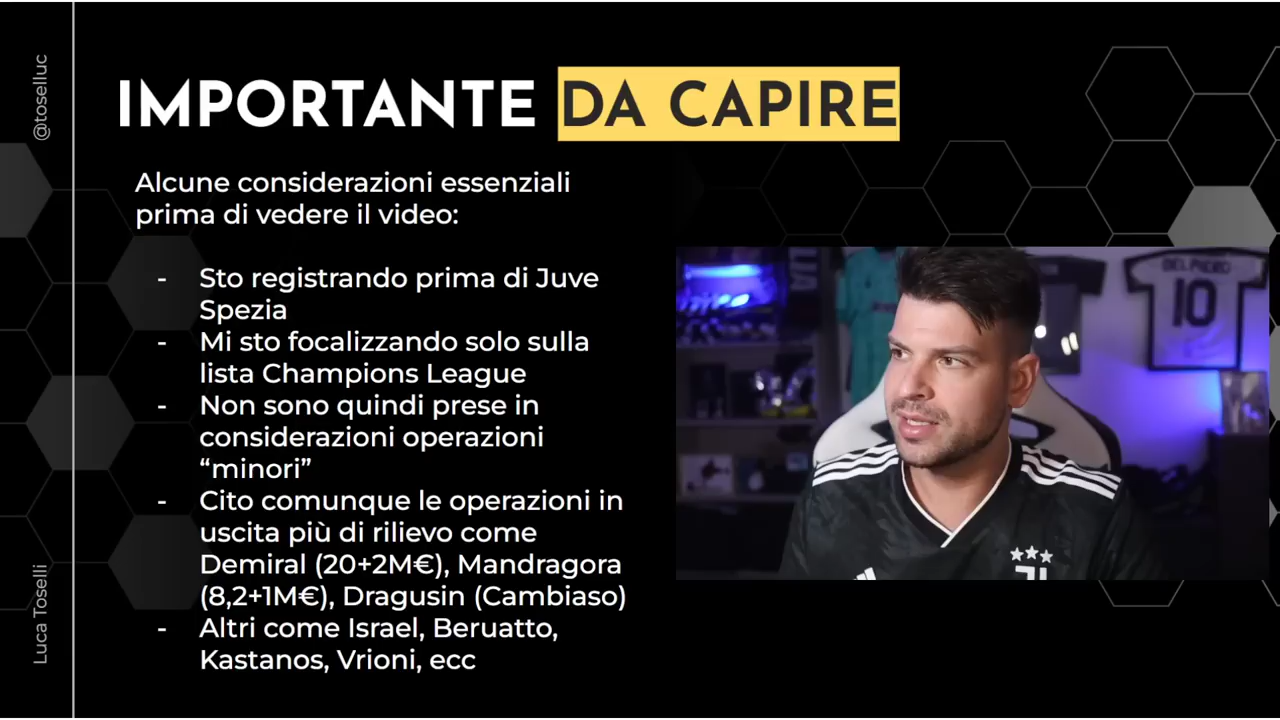 @toselluc
Luca Toselli
IMPORTANTE DA CAPIRE
Alcune considerazioni essenziali
prima di vedere il video:
- Sto registrando prima di Juve
Spezia
- Mi sto focalizzando solo sulla
lista Champions League
- Non sono quindi prese in
considerazioni operazioni
“minori”
- Cito comunque le operazioni in
uscita più di rilievo come
Demiral (20+2M€), Mandragora
(8,2+1M€), Dragusin (Cambiaso)
- Altri come Israel, Beruatto,
Kastanos, Vrioni, ecc
DEL PIERO
10